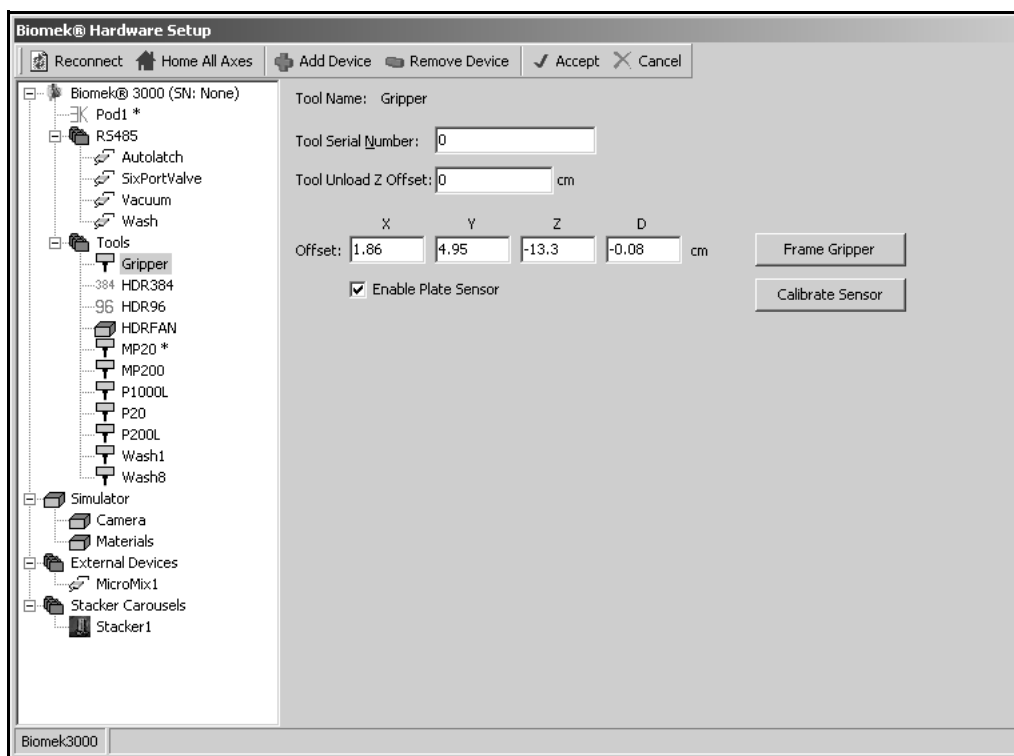 Biomek® Hardware Setup
Reconnect Home All Axes Add Device Remove Device Accept Cancel
Biomek® 3000 (SN: None)
Pod1 *
RS485
Autolatch
SixPortValve
Vacuum
Wash
Tools
Gripper
384 HDR384
96 HDR96
HDRFAN
MP20 *
MP200
P1000L
P20
P200L
Wash1
Wash8
Simulator
Camera
Materials
External Devices
MicroMix1
Stacker Carousels
Stacker1
Tool Name: Gripper
Tool Serial Number: 0
Tool Unload Z Offset: 0 cm
X Y Z D
Offset: 1.86 4.95 -13.3 -0.08 cm
Frame Gripper
Enable Plate Sensor
Calibrate Sensor
Biomek3000